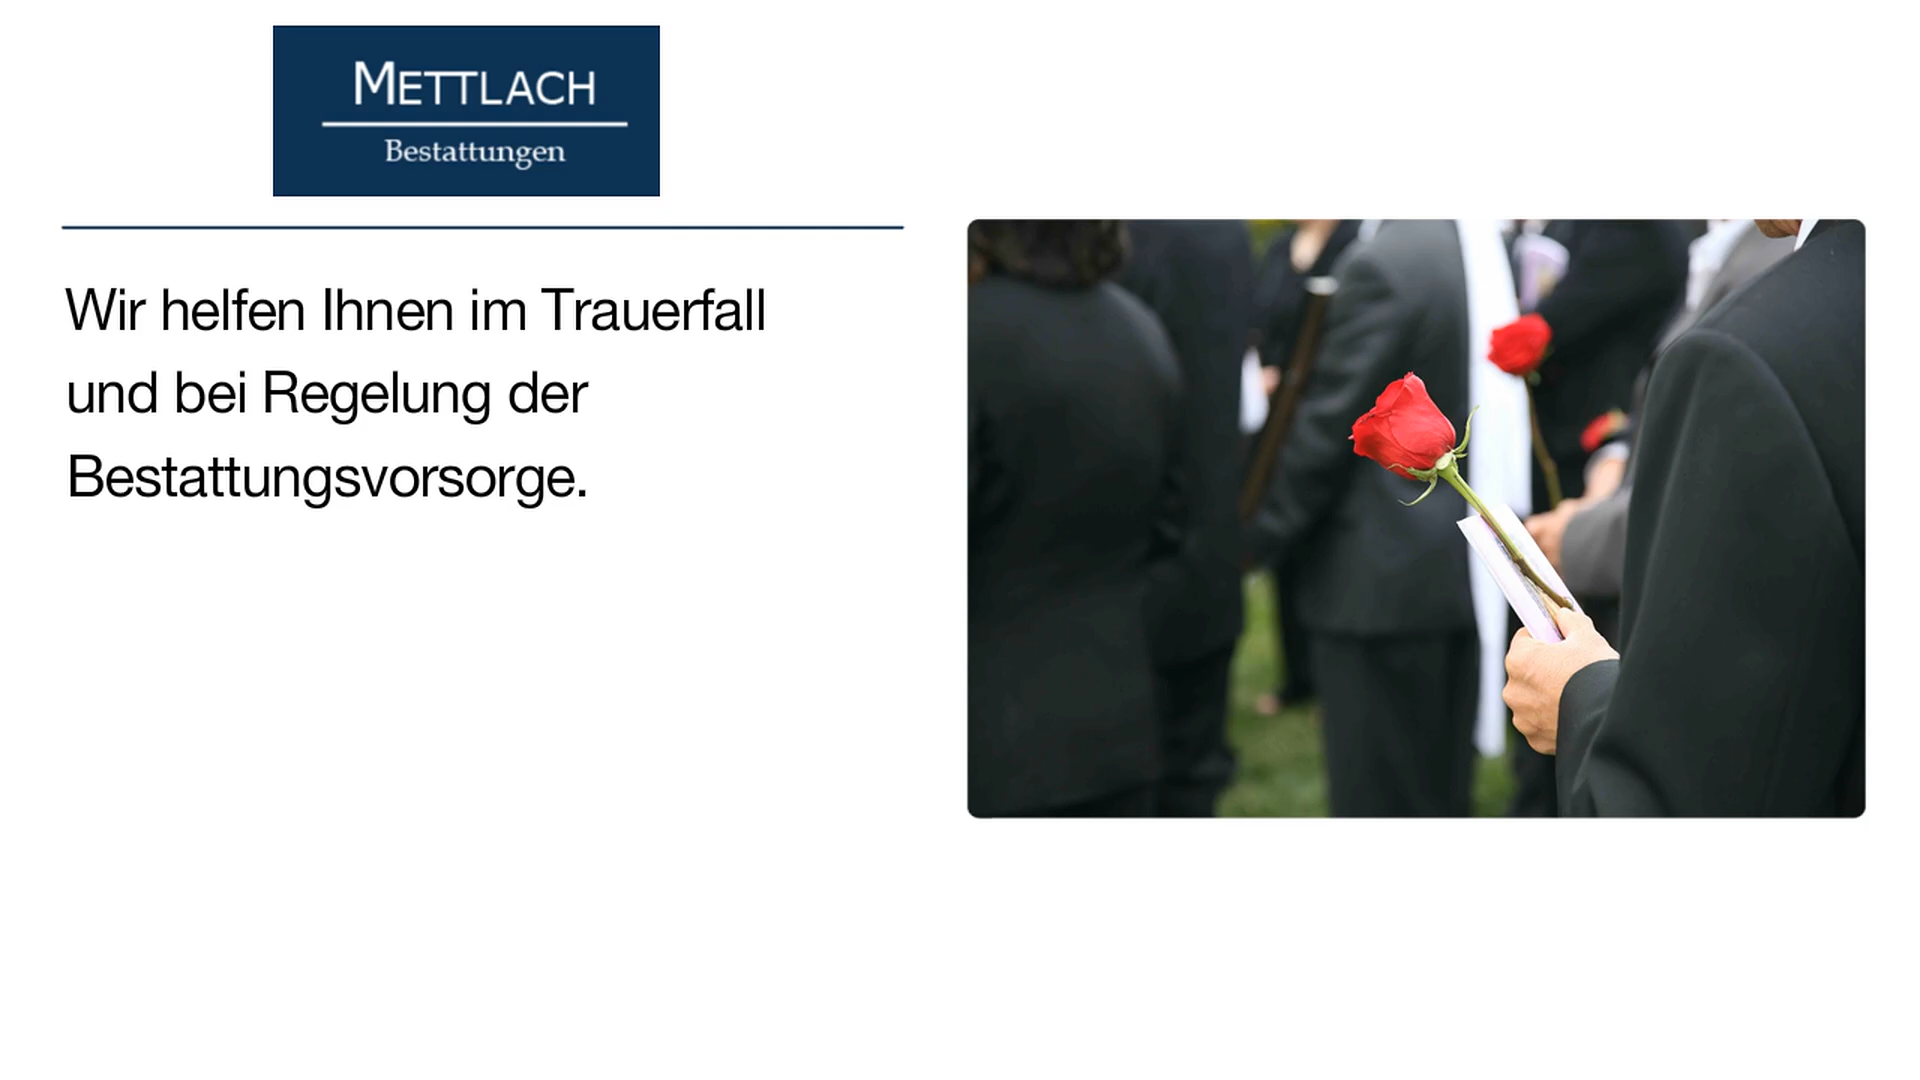 METTLACH
Bestattungen
Wir helfen Ihnen im Trauerfall
und bei Regelung der
Bestattungsvorsorge.